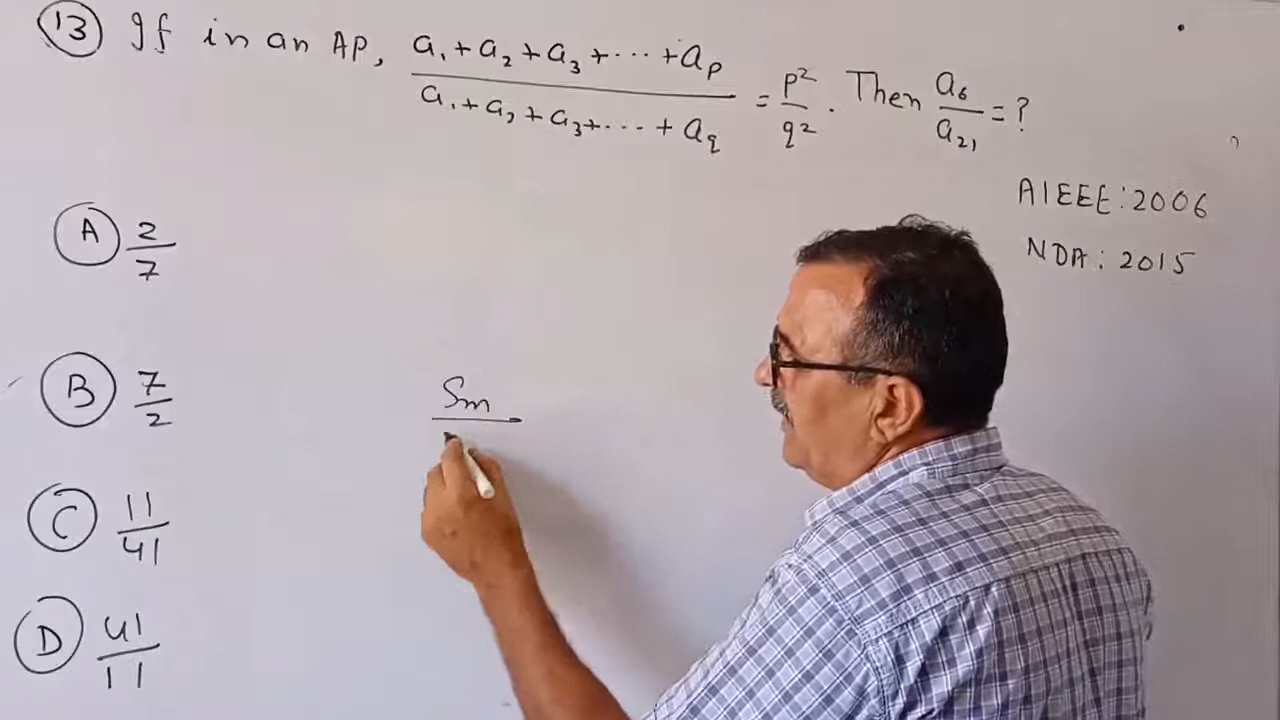 13 If in an AP, a₁+a₂+a₃+⋯+aₚ / a₁+a₂+a₃+⋯+a_q = p²/q². Then a₆/a₂₁ = ?
AIEEE:2006
NDA:2015
A 2/7
B 7/2
C 11/41
D 41/11
Sm